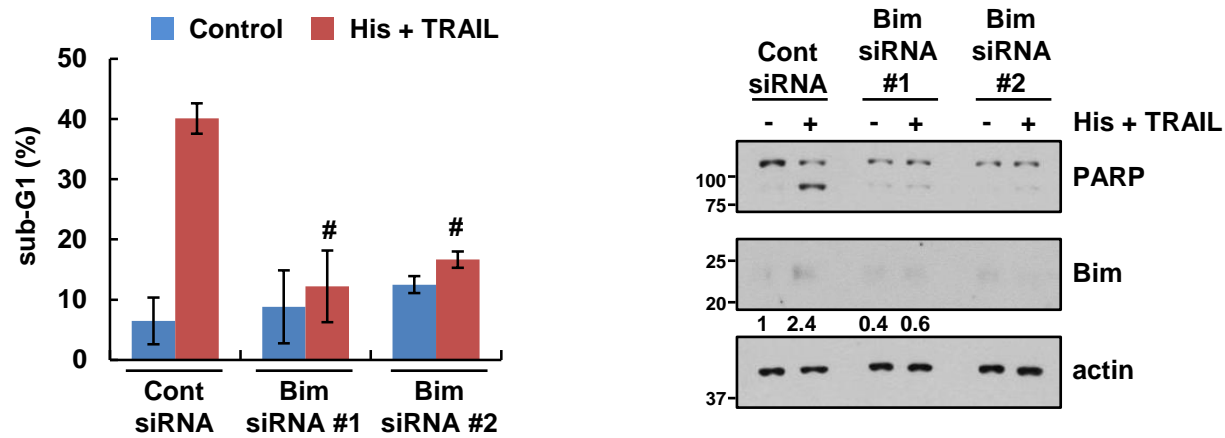 Control His + TRAIL
50
40
30
20
10
0
sub-G1 (%)
Cont
siRNA
Bim
siRNA #1
Bim
siRNA #2
#
#
Cont
siRNA
Bim
siRNA
#1
Bim
siRNA
#2
- + - + - + His + TRAIL
100
75
PARP
25
20
Bim
1 2.4 0.4 0.6
37
actin